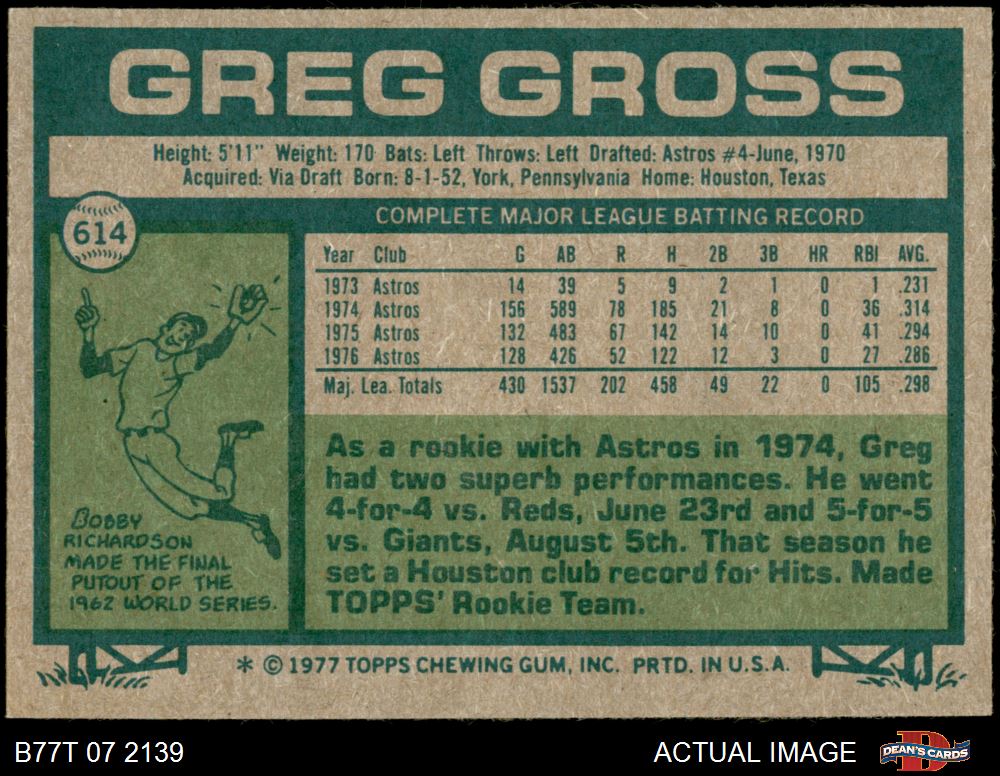 GREG GROSS
Height: 5'11" Weight: 170 Bats: Left Throws: Left Drafted: Astros #4-June, 1970
Acquired: Via Draft Born: 8-1-52, York, Pennsylvania Home: Houston, Texas
614
COMPLETE MAJOR LEAGUE BATTING RECORD
Year Club G AB R H 2B 3B HR RBI AVG.
1973 Astros 14 39 5 9 2 1 0 1 .231
1974 Astros 156 589 78 185 21 8 0 36 .314
1975 Astros 132 483 67 142 14 10 0 41 .294
1976 Astros 128 426 52 122 12 3 0 27 .286
Maj. Lea. Totals 430 1537 202 458 49 22 0 105 .298
BOBBY
RICHARDSON
MADE THE FINAL
PUTOUT OF THE
1962 WORLD SERIES.
As a rookie with Astros in 1974, Greg
had two superb performances. He went
4-for-4 vs. Reds, June 23rd and 5-for-5
vs. Giants, August 5th. That season he
set a Houston club record for Hits. Made
TOPPS' Rookie Team.
* © 1977 TOPPS CHEWING GUM, INC. PRTD. IN U.S.A.
B77T 07 2139
ACTUAL IMAGE
D
DEAN'S CARDS